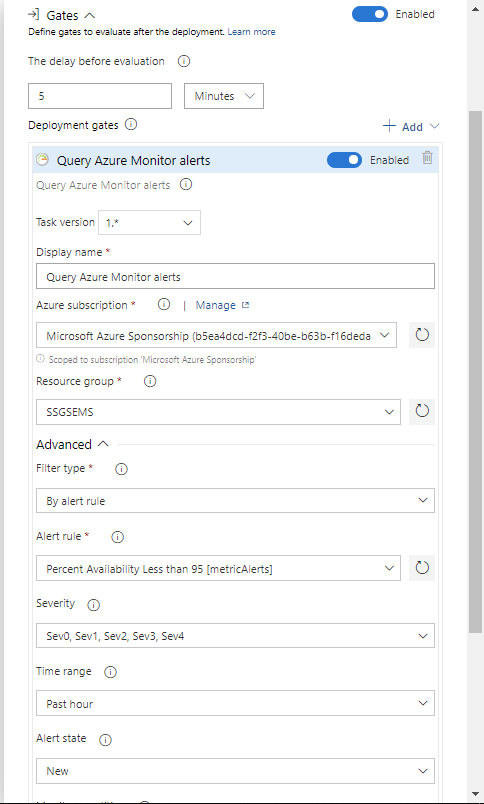 Gates
Enabled
Define gates to evaluate after the deployment. Learn more
The delay before evaluation
5
Minutes
Deployment gates
Add
Query Azure Monitor alerts
Enabled
Query Azure Monitor alerts
Task version 1.*
Display name *
Query Azure Monitor alerts
Azure subscription * | Manage
Microsoft Azure Sponsorship (b5ea4dcd-f2f3-40be-b63b-f16deda
Scoped to subscription 'Microsoft Azure Sponsorship'
Resource group *
SSGSEMS
Advanced
Filter type *
By alert rule
Alert rule *
Percent Availability Less than 95 [metricAlerts]
Severity
Sev0, Sev1, Sev2, Sev3, Sev4
Time range
Past hour
Alert state
New